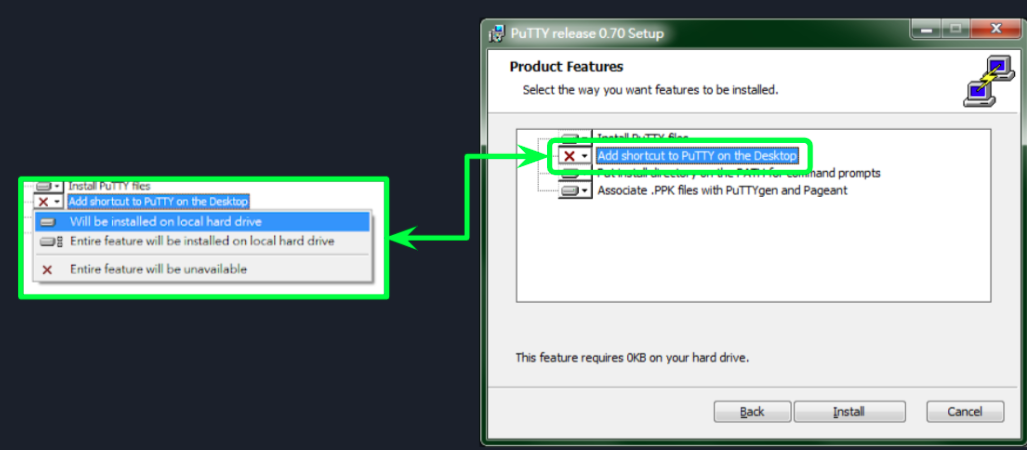 PuTTY release 0.70 Setup
Product Features
Select the way you want features to be installed.
Install PuTTY files
Add shortcut to PuTTY on the Desktop
Put install directory on the PATH for command prompts
Associate .PPK files with PuTTYgen and Pageant
This feature requires 0KB on your hard drive.
Back
Install
Cancel
Install PuTTY files
Add shortcut to PuTTY on the Desktop
Will be installed on local hard drive
Entire feature will be installed on local hard drive
Entire feature will be unavailable